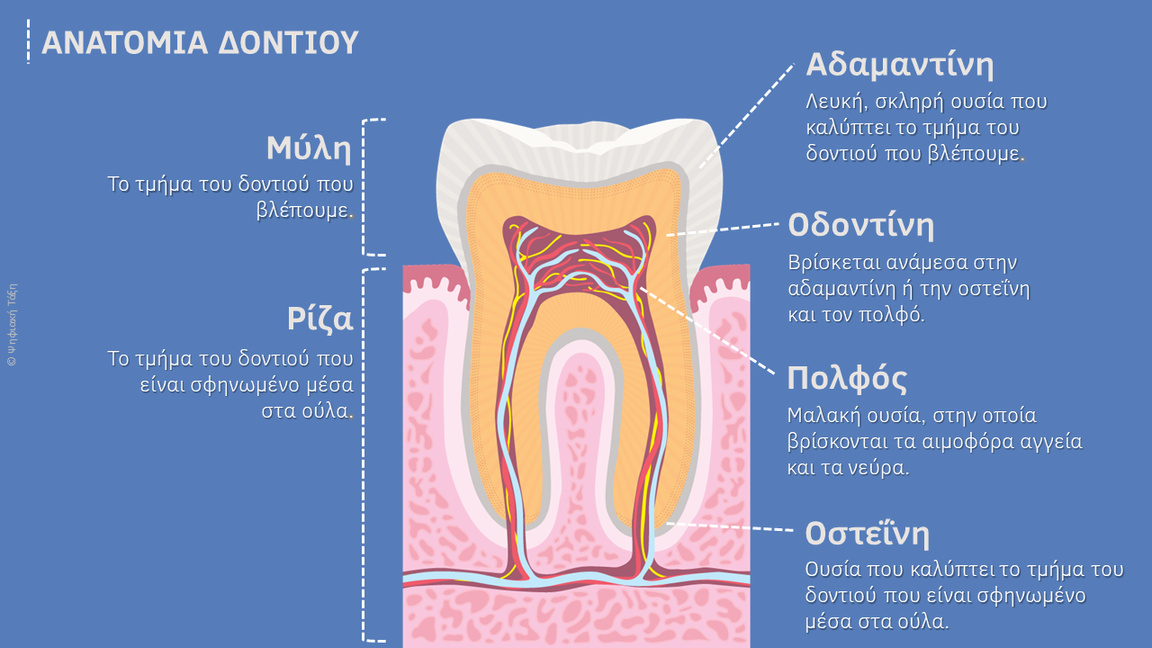 ΑΝΑΤΟΜΙΑ ΔΟΝΤΙΟΥ
Μύλη
Το τμήμα του δοντιού που
βλέπουμε.
Ρίζα
Το τμήμα του δοντιού που
είναι σφηνωμένο μέσα
στα ούλα.
Αδαμαντίνη
Λευκή, σκληρή ουσία που
καλύπτει το τμήμα του
δοντιού που βλέπουμε.
Οδοντίνη
Βρίσκεται ανάμεσα στην
αδαμαντίνη ή την οστεΐνη
και τον πολφό.
Πολφός
Μαλακή ουσία, στην οποία
βρίσκονται τα αιμοφόρα αγγεία
και τα νεύρα.
Οστεΐνη
Ουσία που καλύπτει το τμήμα του
δοντιού που είναι σφηνωμένο
μέσα στα ούλα.
© Ψηφιακή Τάξη